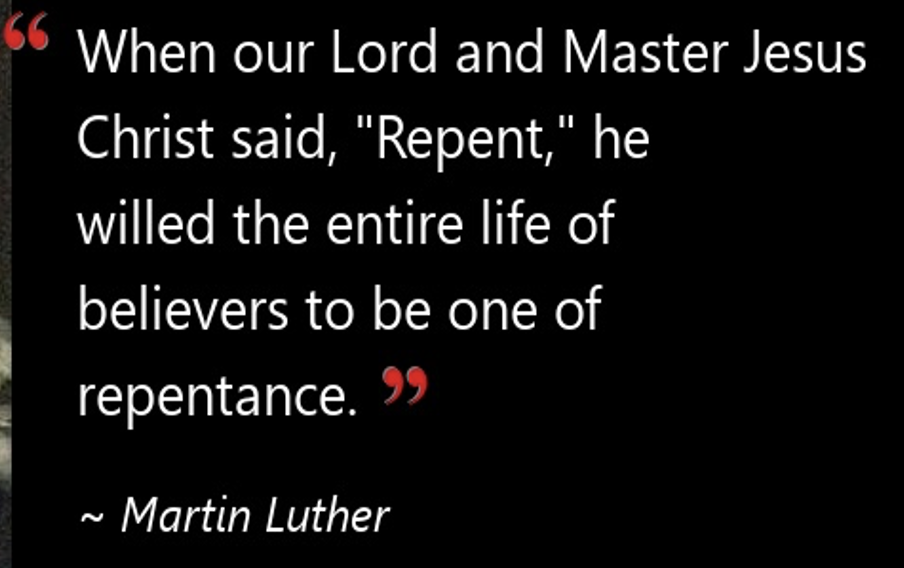 “ When our Lord and Master Jesus
Christ said, "Repent," he
willed the entire life of
believers to be one of
repentance. ”
~ Martin Luther